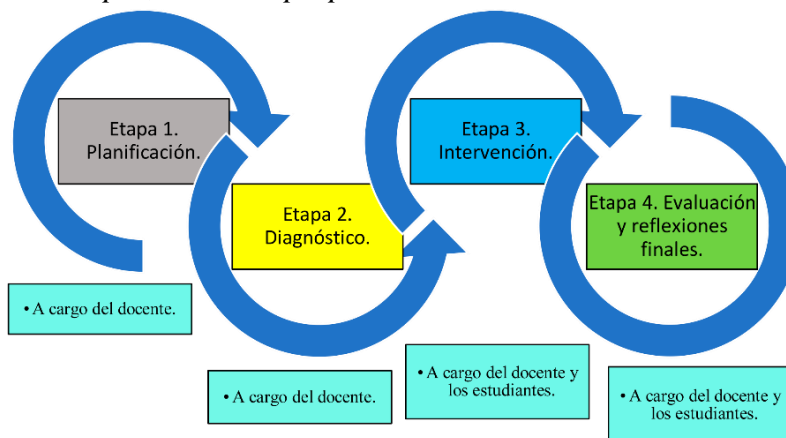 Etapa 1.
Planificación.
Etapa 2.
Diagnóstico.
Etapa 3.
Intervención.
Etapa 4. Evaluación
y reflexiones
finales.
• A cargo del docente.
• A cargo del docente.
• A cargo del docente y
los estudiantes.
• A cargo del docente y
los estudiantes.